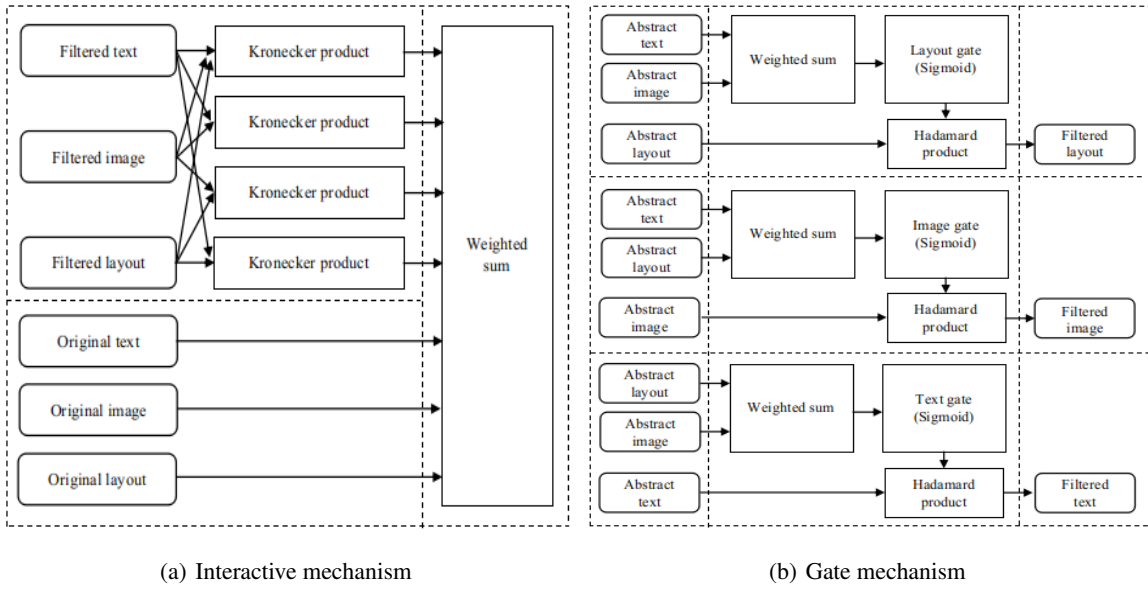 Filtered text
Filtered image
Filtered layout
Kronecker product
Kronecker product
Kronecker product
Kronecker product
Original text
Original image
Original layout
Weighted
sum
(a) Interactive mechanism
Abstract
text
Abstract
image
Weighted sum
Layout gate
(Sigmoid)
Abstract
layout
Hadamard
product
Filtered
layout
Abstract
text
Abstract
layout
Weighted sum
Image gate
(Sigmoid)
Abstract
image
Hadamard
product
Filtered
image
Abstract
layout
Abstract
image
Weighted sum
Text gate
(Sigmoid)
Abstract
text
Hadamard
product
Filtered
text
(b) Gate mechanism